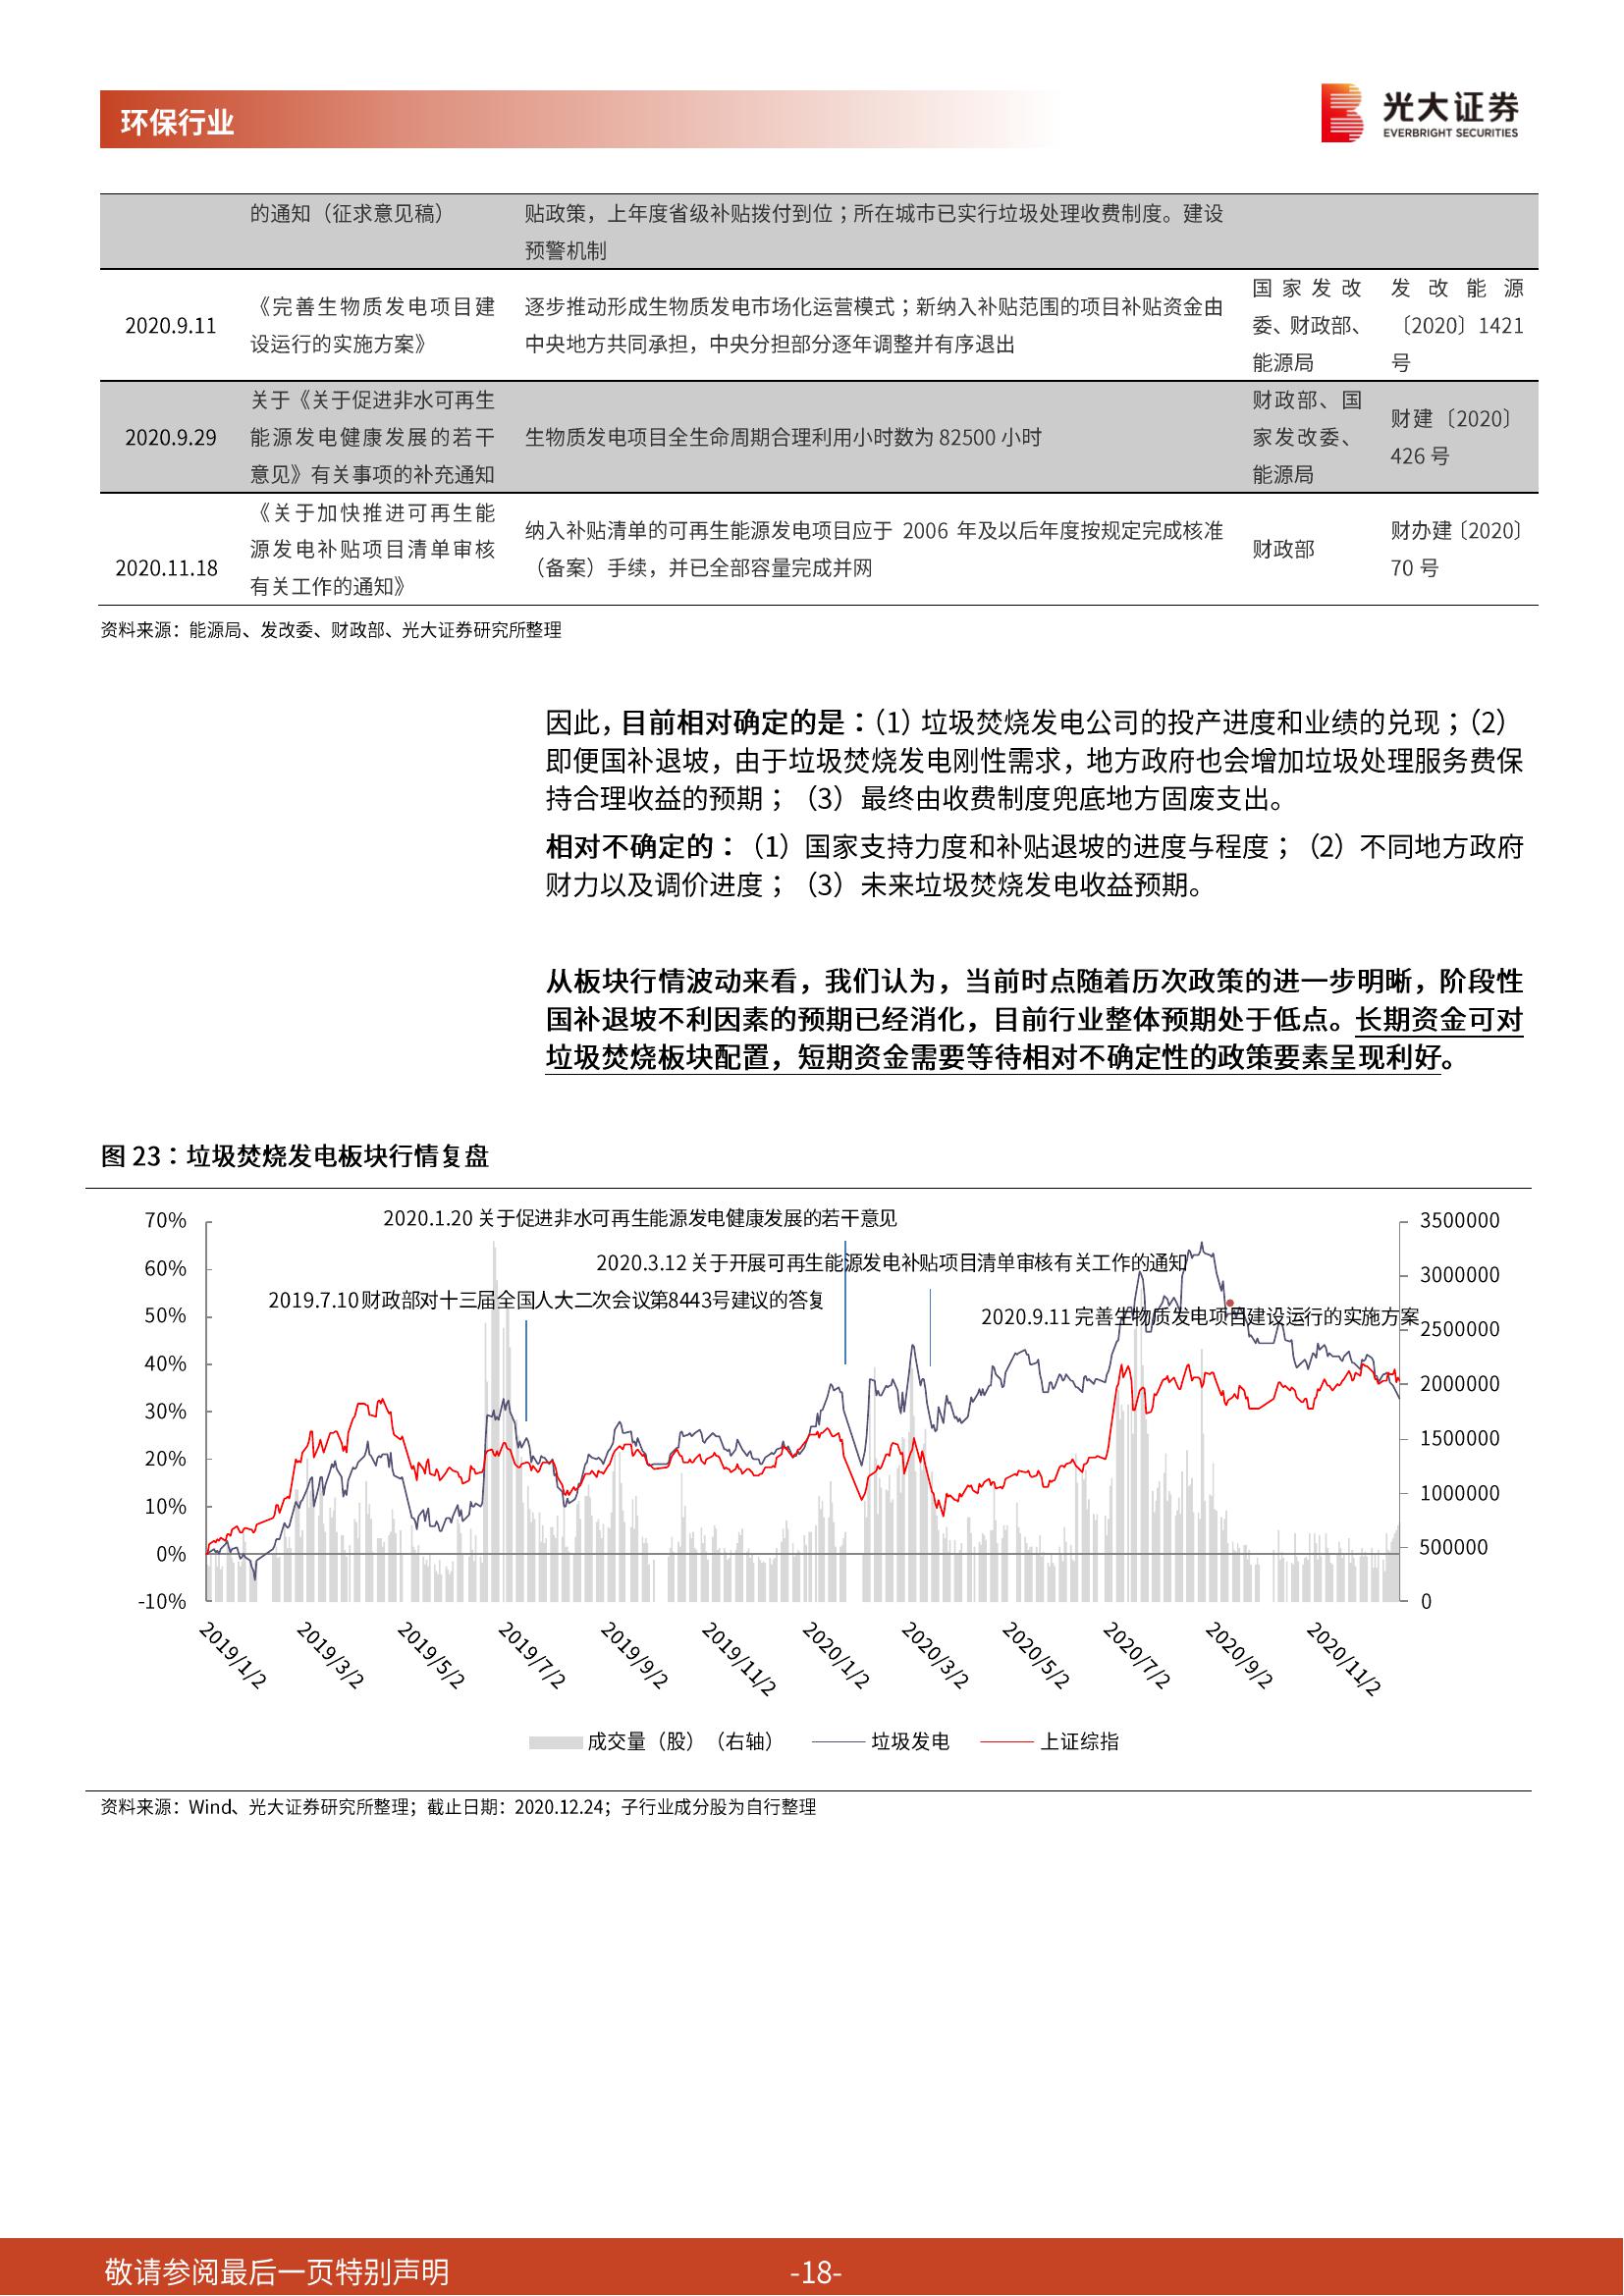 环保行业
光大证券
EVERBRIGHT SECURITIES
的通知（征求意见稿）
贴政策，上年度省级补贴拨付到位；所在城市已实行垃圾处理收费制度。建设
预警机制
2020.9.11
《完善生物质发电项目建
设运行的实施方案》
逐步推动形成生物质发电市场化运营模式；新纳入补贴范围的项目补贴资金由
中央地方共同承担，中央分担部分逐年调整并有序退出
国家发改
委、财政部、
能源局
发改能源
〔2020〕1421
号
2020.9.29
关于《关于促进非水可再生
能源发电健康发展的若干
意见》有关事项的补充通知
生物质发电项目全生命周期合理利用小时数为 82500 小时
财政部、国
家发改委、
能源局
财建〔2020〕
426 号
2020.11.18
《关于加快推进可再生能
源发电补贴项目清单审核
有关工作的通知》
纳入补贴清单的可再生能源发电项目应于 2006 年及以后年度按规定完成核准
（备案）手续，并已全部容量完成并网
财政部
财办建〔2020〕
70 号
资料来源：能源局、发改委、财政部、光大证券研究所整理
因此，目前相对确定的是：（1）垃圾焚烧发电公司的投产进度和业绩的兑现；（2）
即便国补退坡，由于垃圾焚烧发电刚性需求，地方政府也会增加垃圾处理服务费保
持合理收益的预期；（3）最终由收费制度兜底地方固废支出。
相对不确定的：（1）国家支持力度和补贴退坡的进度与程度；（2）不同地方政府
财力以及调价进度；（3）未来垃圾焚烧发电收益预期。
从板块行情波动来看，我们认为，当前时点随着历次政策的进一步明晰，阶段性
国补退坡不利因素的预期已经消化，目前行业整体预期处于低点。长期资金可对
垃圾焚烧板块配置，短期资金需要等待相对不确定性的政策要素呈现利好。
图 23：垃圾焚烧发电板块行情复盘
70%
60%
50%
40%
30%
20%
10%
0%
-10%
2020.1.20 关于促进非水可再生能源发电健康发展的若干意见
2020.3.12 关于开展可再生能源发电补贴项目清单审核有关工作的通知
2019.7.10财政部对十三届全国人大二次会议第8443号建议的答复
2020.9.11 完善生物质发电项目建设运行的实施方案
3500000
3000000
2500000
2000000
1500000
1000000
500000
0
2019/1/2
2019/3/2
2019/5/2
2019/7/2
2019/9/2
2019/11/2
2020/1/2
2020/3/2
2020/5/2
2020/7/2
2020/9/2
2020/11/2
成交量（股）（右轴）
垃圾发电
上证综指
资料来源：Wind、光大证券研究所整理；截止日期：2020.12.24；子行业成分股为自行整理
敬请参阅最后一页特别声明
-18-